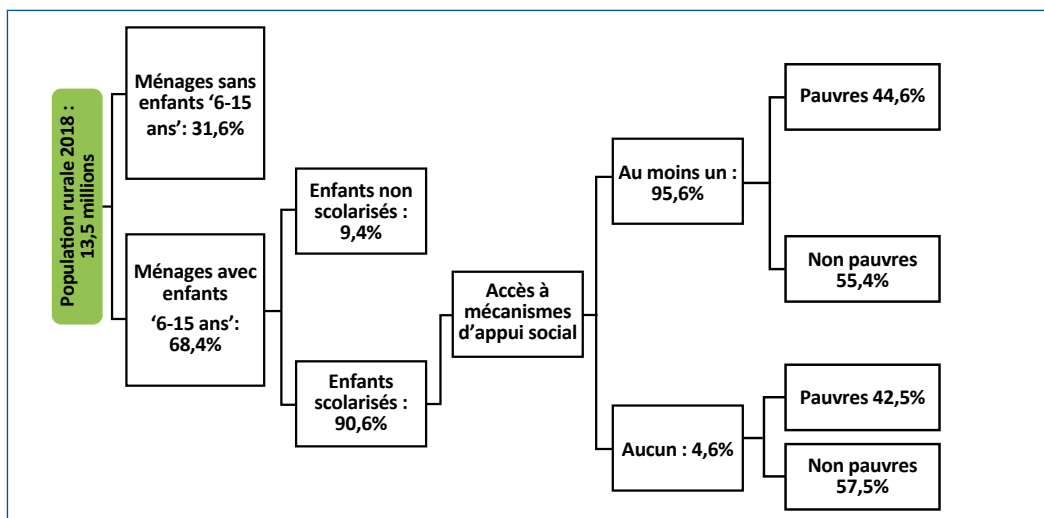 Population rurale 2018 :
13,5 millions
Ménages sans
enfants ‘6-15
ans’: 31,6%
Ménages avec
enfants
‘6-15 ans’:
68,4%
Enfants non
scolarisés :
9,4%
Enfants
scolarisés :
90,6%
Accès à
mécanismes
d’appui social
Au moins un :
95,6%
Pauvres 44,6%
Non pauvres
55,4%
Aucun : 4,6%
Pauvres 42,5%
Non pauvres
57,5%